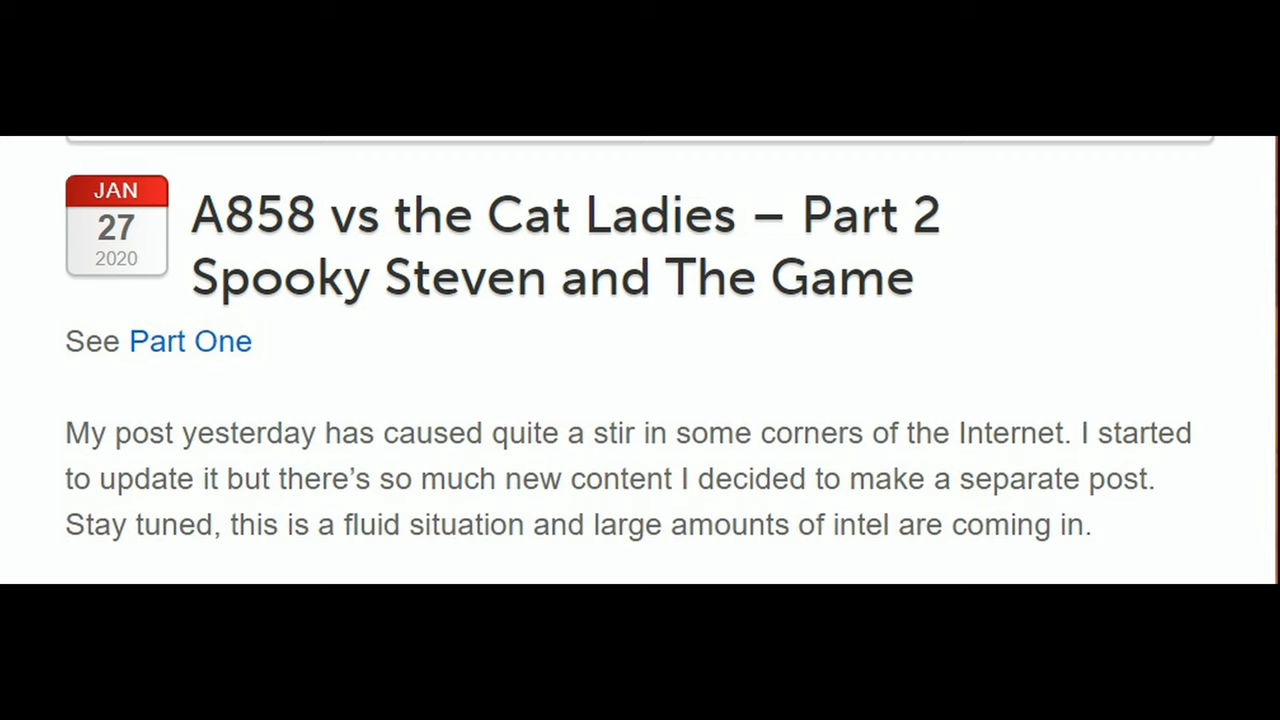 JAN
27
2020
A858 vs the Cat Ladies – Part 2
Spooky Steven and The Game
See Part One
My post yesterday has caused quite a stir in some corners of the Internet. I started
to update it but there’s so much new content I decided to make a separate post.
Stay tuned, this is a fluid situation and large amounts of intel are coming in.